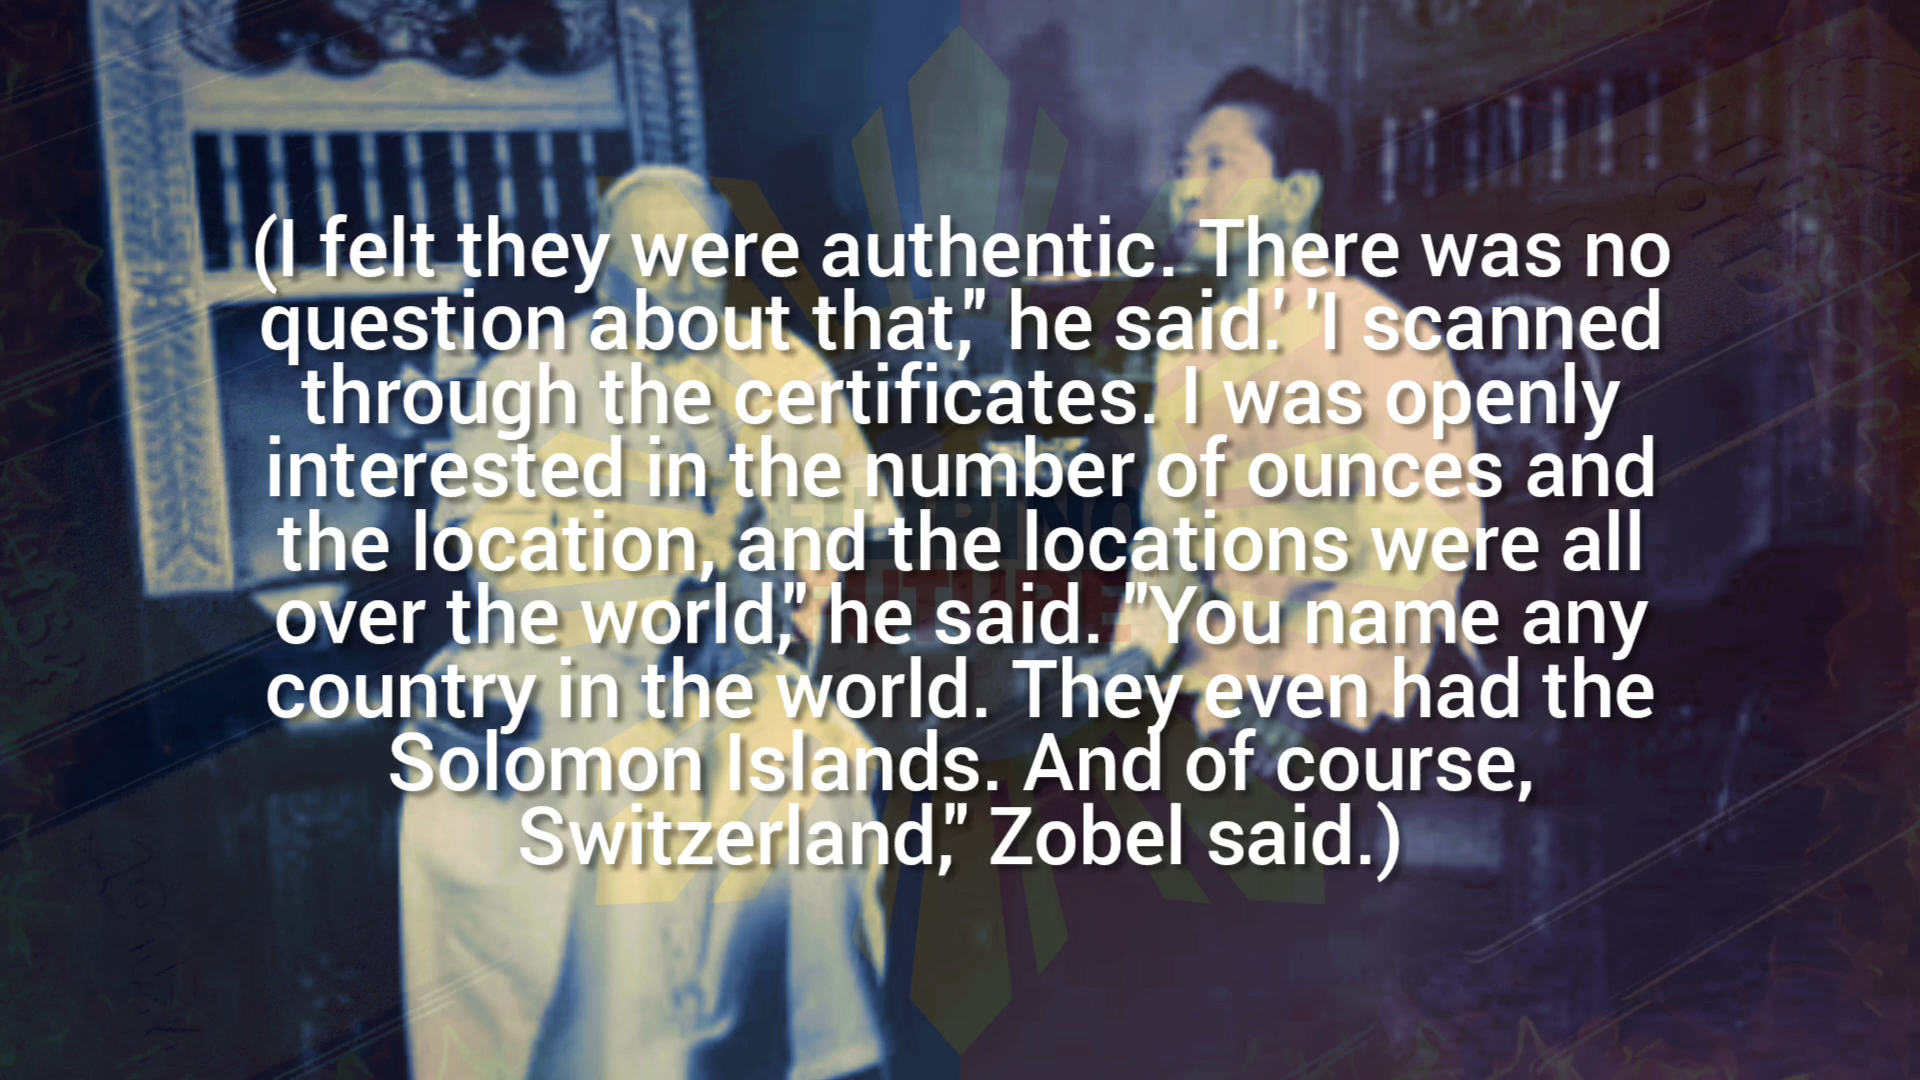 (I felt they were authentic. There was no
question about that," he said.' 'I scanned
through the certificates. I was openly
interested in the number of ounces and
the location, and the locations were all
over the world," he said. "You name any
country in the world. They even had the
Solomon Islands. And of course,
Switzerland," Zobel said.)
FILIPINO
FUTURE